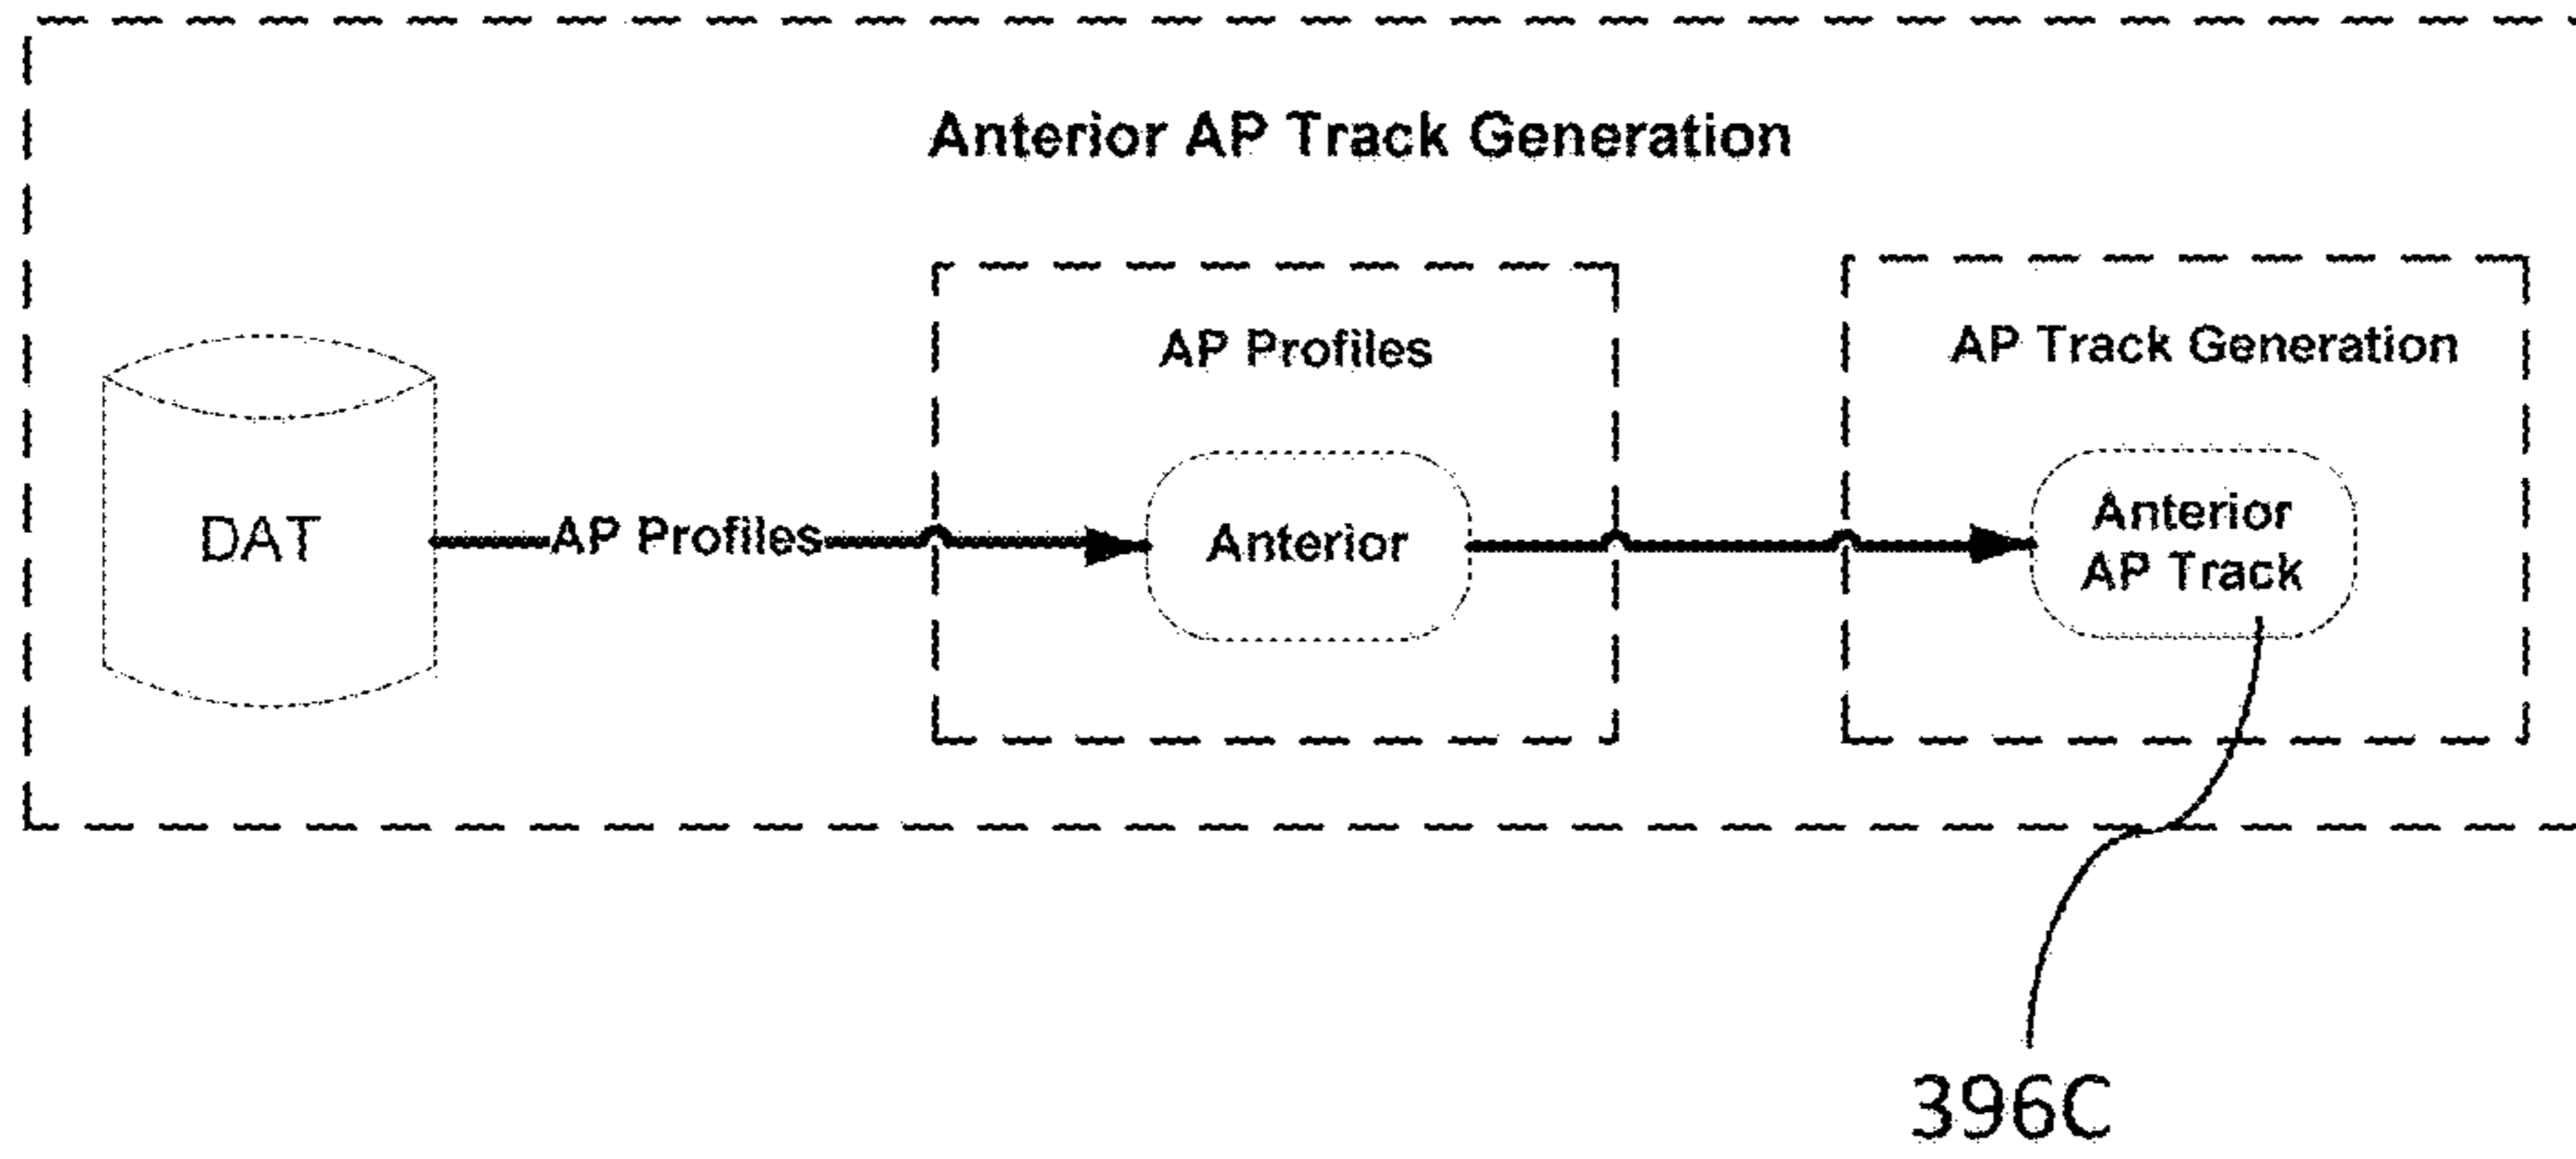 Anterior AP Track Generation
AP Profiles
AP Track Generation
DAT
AP Profiles
Anterior
Anterior
AP Track
396C